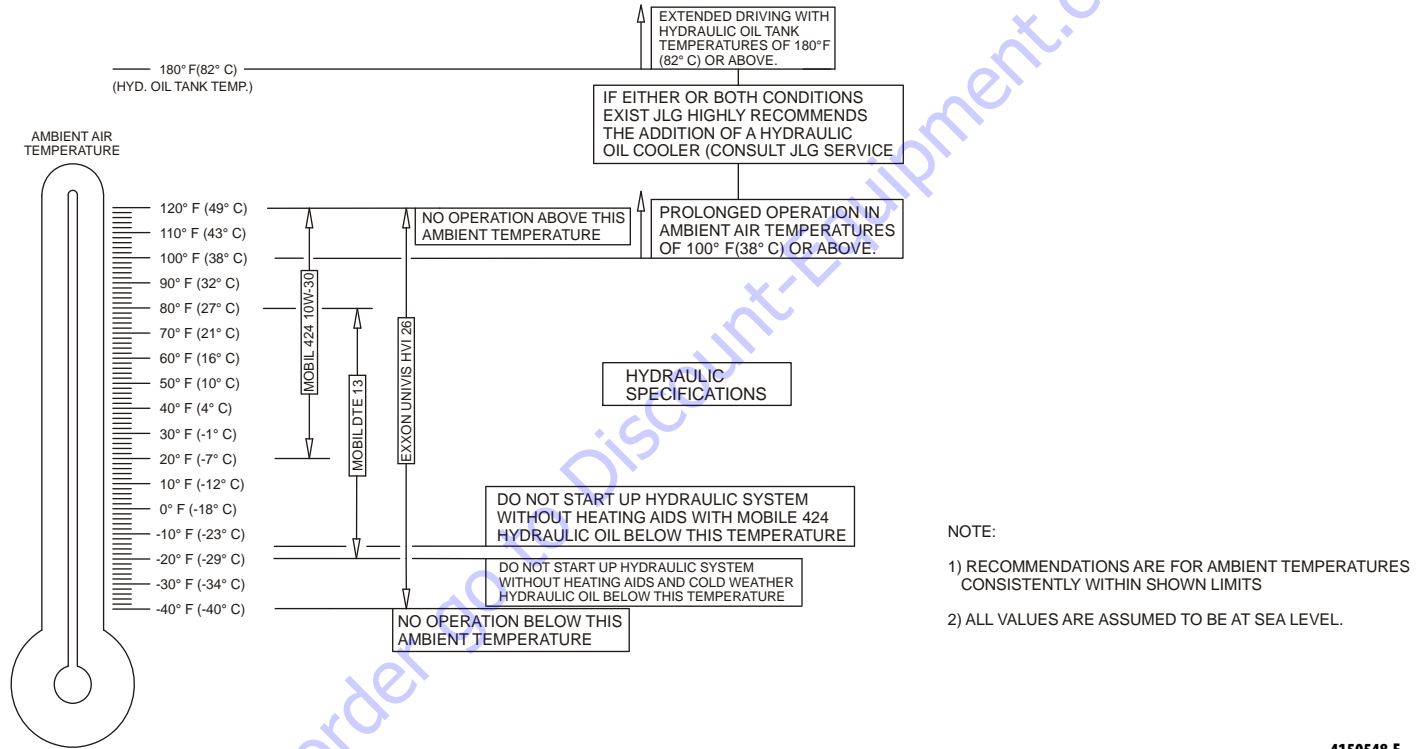 EXTENDED DRIVING WITH
HYDRAULIC OIL TANK
TEMPERATURES OF 180°F
(82° C) OR ABOVE.
180° F(82° C)
(HYD. OIL TANK TEMP.)
IF EITHER OR BOTH CONDITIONS
EXIST JLG HIGHLY RECOMMENDS
THE ADDITION OF A HYDRAULIC
OIL COOLER (CONSULT JLG SERVICE
AMBIENT AIR
TEMPERATURE
120° F (49° C)
110° F (43° C)
100° F (38° C)
90° F (32° C)
80° F (27° C)
70° F (21° C)
60° F (16° C)
50° F (10° C)
40° F (4° C)
30° F (-1° C)
20° F (-7° C)
10° F (-12° C)
0° F (-18° C)
-10° F (-23° C)
-20° F (-29° C)
-30° F (-34° C)
-40° F (-40° C)
MOBIL 424 10W-30
MOBIL DTE 13
EXXON UNIVIS HVI 26
NO OPERATION ABOVE THIS
AMBIENT TEMPERATURE
PROLONGED OPERATION IN
AMBIENT AIR TEMPERATURES
OF 100° F(38° C) OR ABOVE.
HYDRAULIC
SPECIFICATIONS
DO NOT START UP HYDRAULIC SYSTEM
WITHOUT HEATING AIDS WITH MOBILE 424
HYDRAULIC OIL BELOW THIS TEMPERATURE
DO NOT START UP HYDRAULIC SYSTEM
WITHOUT HEATING AIDS AND COLD WEATHER
HYDRAULIC OIL BELOW THIS TEMPERATURE
NO OPERATION BELOW THIS
AMBIENT TEMPERATURE
NOTE:
1) RECOMMENDATIONS ARE FOR AMBIENT TEMPERATURES
CONSISTENTLY WITHIN SHOWN LIMITS
2) ALL VALUES ARE ASSUMED TO BE AT SEA LEVEL.
order go to Discount-Equipment.c